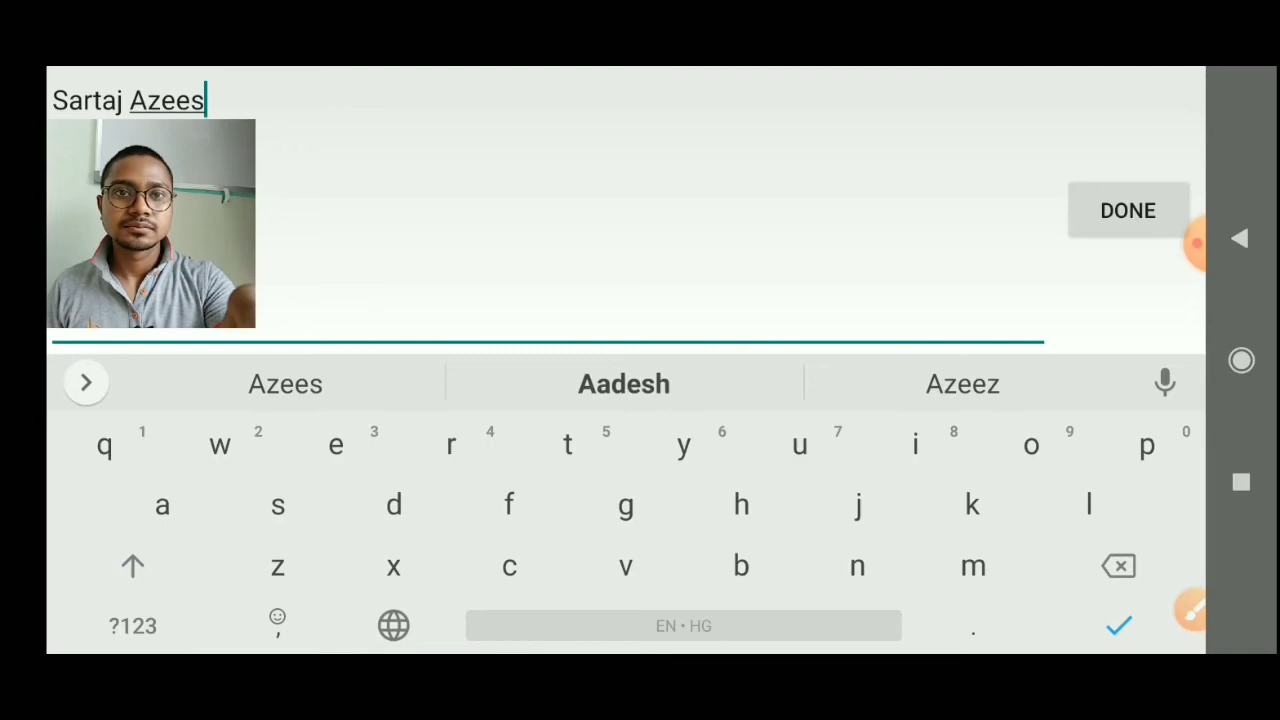 Sartaj Azees
DONE
Azees Aadesh Azeez
q 1 w 2 e 3 r 4 t 5 y 6 u 7 i 8 o 9 p 0
a s d f g h j k l
z x c v b n m
?123 , EN • HG .